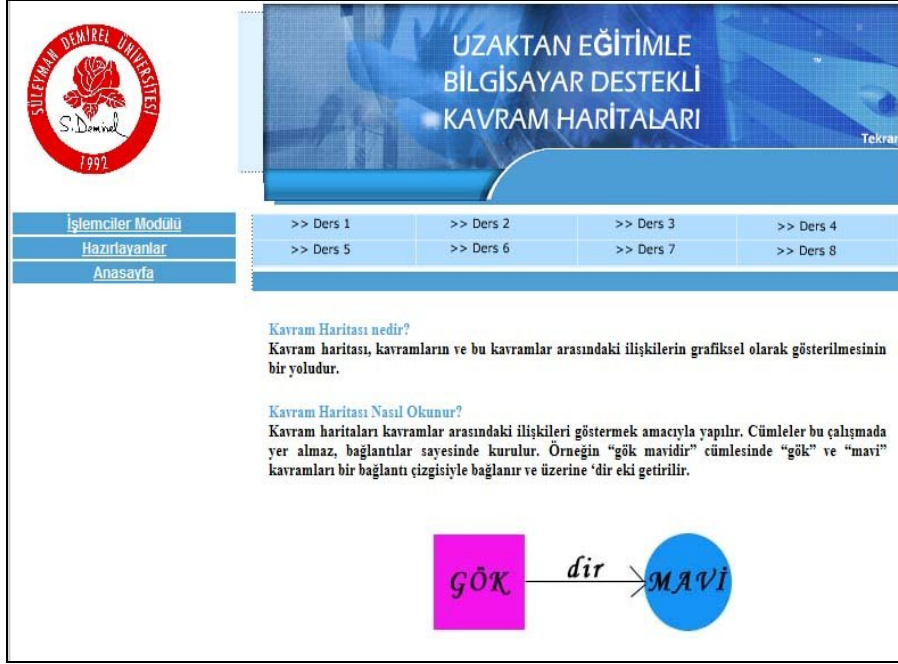 SÜLEYMAN DEMİREL ÜNİVERSİTESİ
S.Demirel
1992
UZAKTAN EĞİTİMLE
BİLGİSAYAR DESTEKLİ
KAVRAM HARİTALARI
Tekrar
İşlemciler Modülü
Hazırlayanlar
Anasayfa
>> Ders 1 >> Ders 2 >> Ders 3 >> Ders 4
>> Ders 5 >> Ders 6 >> Ders 7 >> Ders 8
Kavram Haritası nedir?
Kavram haritası, kavramların ve bu kavramlar arasındaki ilişkilerin grafiksel olarak gösterilmesinin
bir yoludur.
Kavram Haritası Nasıl Okunur?
Kavram haritaları kavramlar arasındaki ilişkileri göstermek amacıyla yapılır. Cümleler bu çalışmada
yer almaz, bağlantılar sayesinde kurulur. Örneğin “gök mavidir” cümlesinde “gök” ve “mavi”
kavramları bir bağlantı çizgisiyle bağlanır ve üzerine ‘dir eki getirilir.
GÖK dir MAVİ